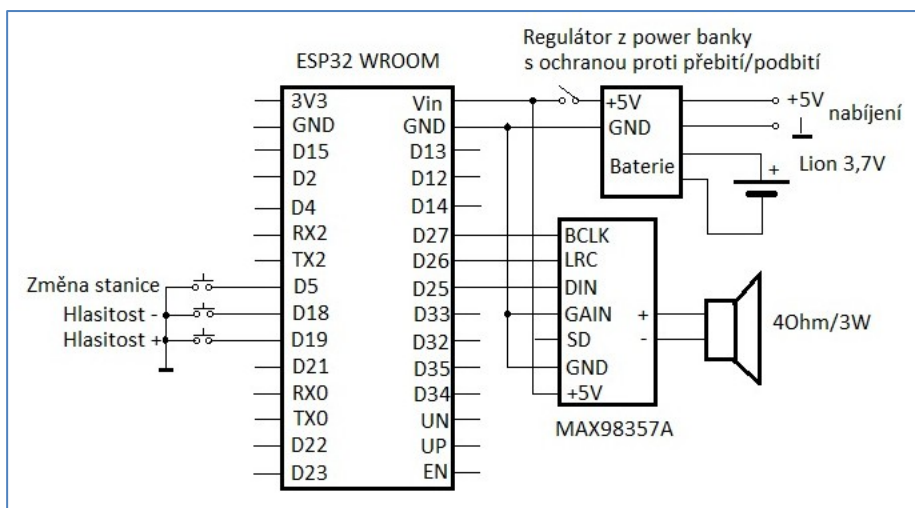 Regulátor z power banky
s ochranou proti přebití/podbití
ESP32 WROOM
3V3
GND
D15
D2
D4
RX2
TX2
D5
D18
D19
D21
RX0
TX0
D22
D23
Vin
GND
D13
D12
D14
D27
D26
D25
D33
D32
D35
D34
UN
UP
EN
Změna stanice
Hlasitost -
Hlasitost +
+5V
GND
Baterie
+5V
nabíjení
+
Lion 3,7V
BCLK
LRC
DIN
GAIN
SD
GND
+5V
+
-
MAX98357A
4Ohm/3W